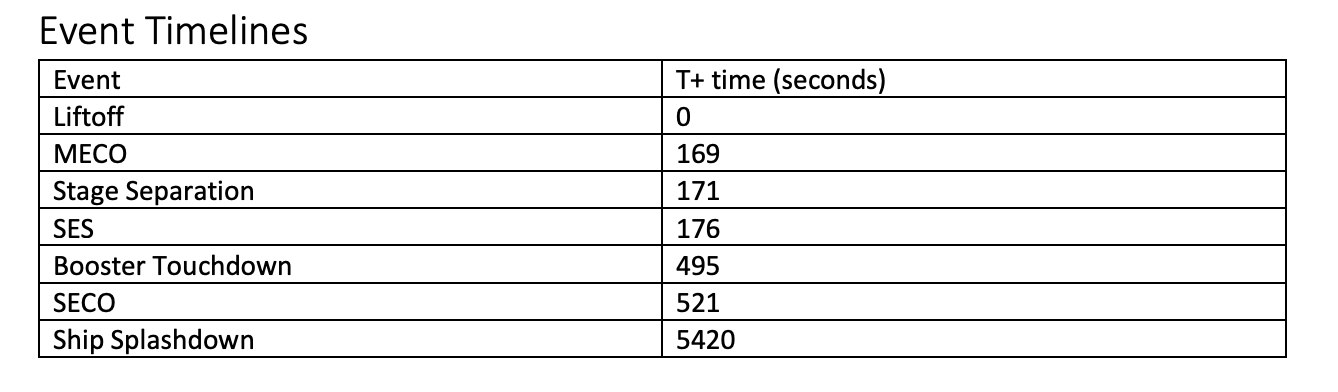 Event Timelines
Event T+ time (seconds)
Liftoff 0
MECO 169
Stage Separation 171
SES 176
Booster Touchdown 495
SECO 521
Ship Splashdown 5420